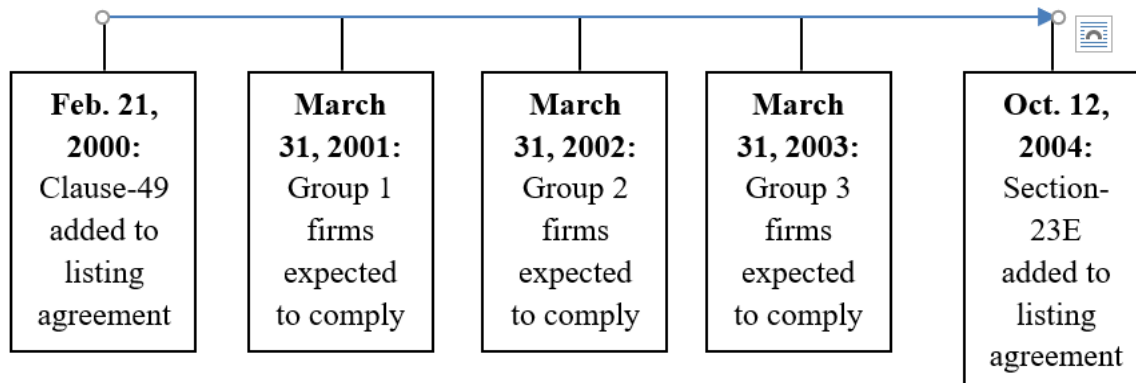 Feb. 21,
2000:
Clause-49
added to
listing
agreement
March
31, 2001:
Group 1
firms
expected
to comply
March
31, 2002:
Group 2
firms
expected
to comply
March
31, 2003:
Group 3
firms
expected
to comply
Oct. 12,
2004:
Section-
23E
added to
listing
agreement